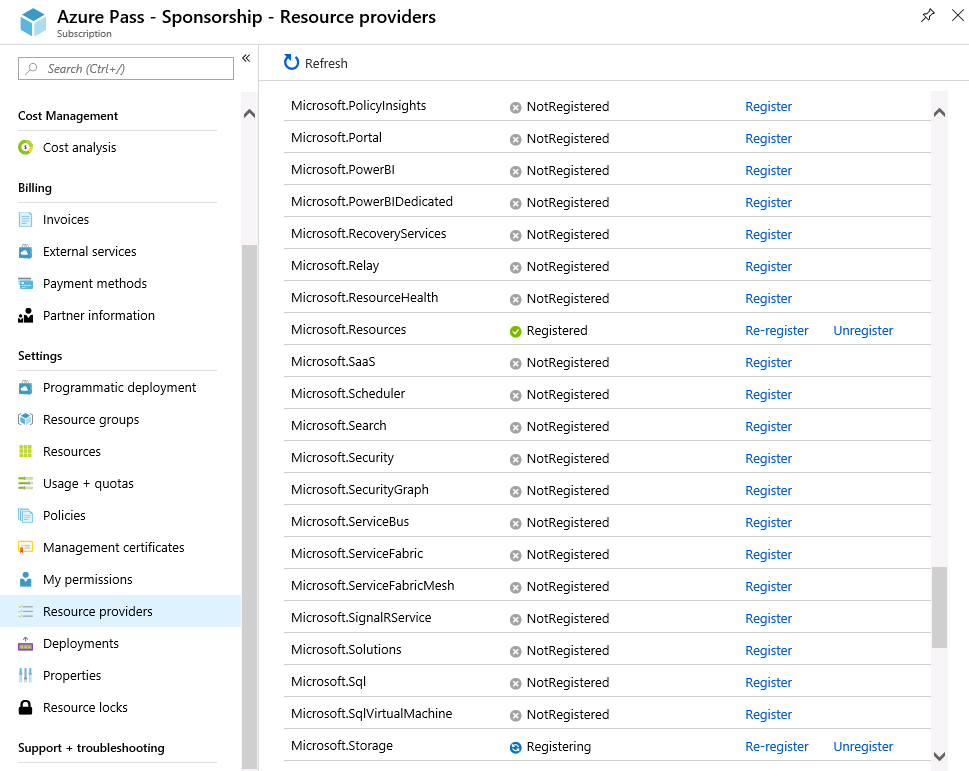 Azure Pass - Sponsorship - Resource providers
Subscription
Search (Ctrl+/)
«
Cost Management
Cost analysis
Billing
Invoices
External services
Payment methods
Partner information
Settings
Programmatic deployment
Resource groups
Resources
Usage + quotas
Policies
Management certificates
My permissions
Resource providers
Deployments
Properties
Resource locks
Support + troubleshooting
Refresh
Microsoft.PolicyInsights NotRegistered Register
Microsoft.Portal NotRegistered Register
Microsoft.PowerBI NotRegistered Register
Microsoft.PowerBIDedicated NotRegistered Register
Microsoft.RecoveryServices NotRegistered Register
Microsoft.Relay NotRegistered Register
Microsoft.ResourceHealth NotRegistered Register
Microsoft.Resources Registered Re-register Unregister
Microsoft.SaaS NotRegistered Register
Microsoft.Scheduler NotRegistered Register
Microsoft.Search NotRegistered Register
Microsoft.Security NotRegistered Register
Microsoft.SecurityGraph NotRegistered Register
Microsoft.ServiceBus NotRegistered Register
Microsoft.ServiceFabric NotRegistered Register
Microsoft.ServiceFabricMesh NotRegistered Register
Microsoft.SignalRService NotRegistered Register
Microsoft.Solutions NotRegistered Register
Microsoft.Sql NotRegistered Register
Microsoft.SqlVirtualMachine NotRegistered Register
Microsoft.Storage Registering Re-register Unregister